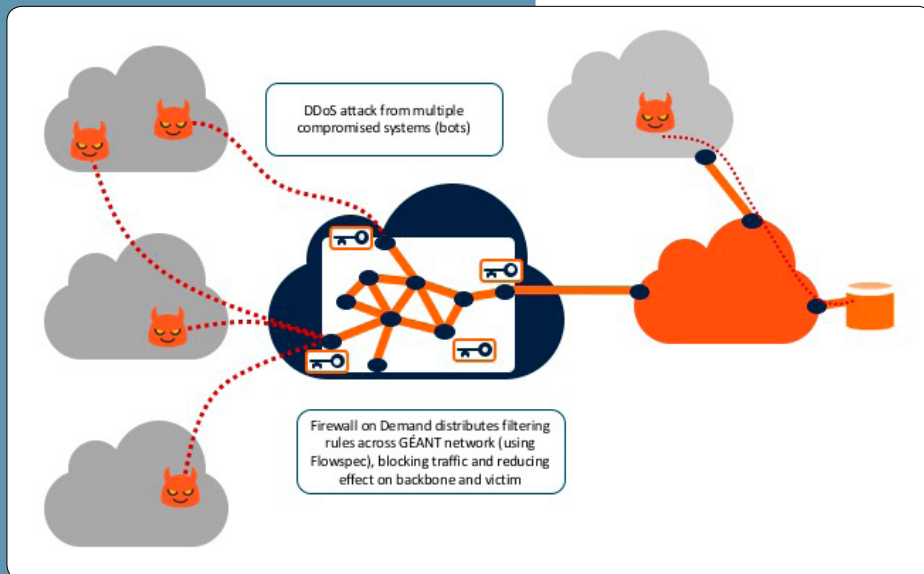 DDoS attack from multiple
compromised systems (bots)
Firewall on Demand distributes filtering
rules across GÉANT network (using
Flowspec), blocking traffic and reducing
effect on backbone and victim